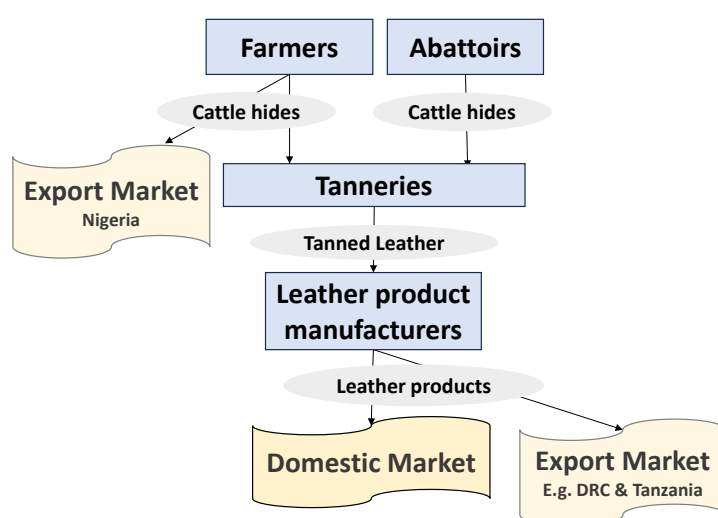 Farmers
Abattoirs
Cattle hides
Cattle hides
Export Market
Nigeria
Tanneries
Tanned Leather
Leather product
manufacturers
Leather products
Domestic Market
Export Market
E.g. DRC & Tanzania